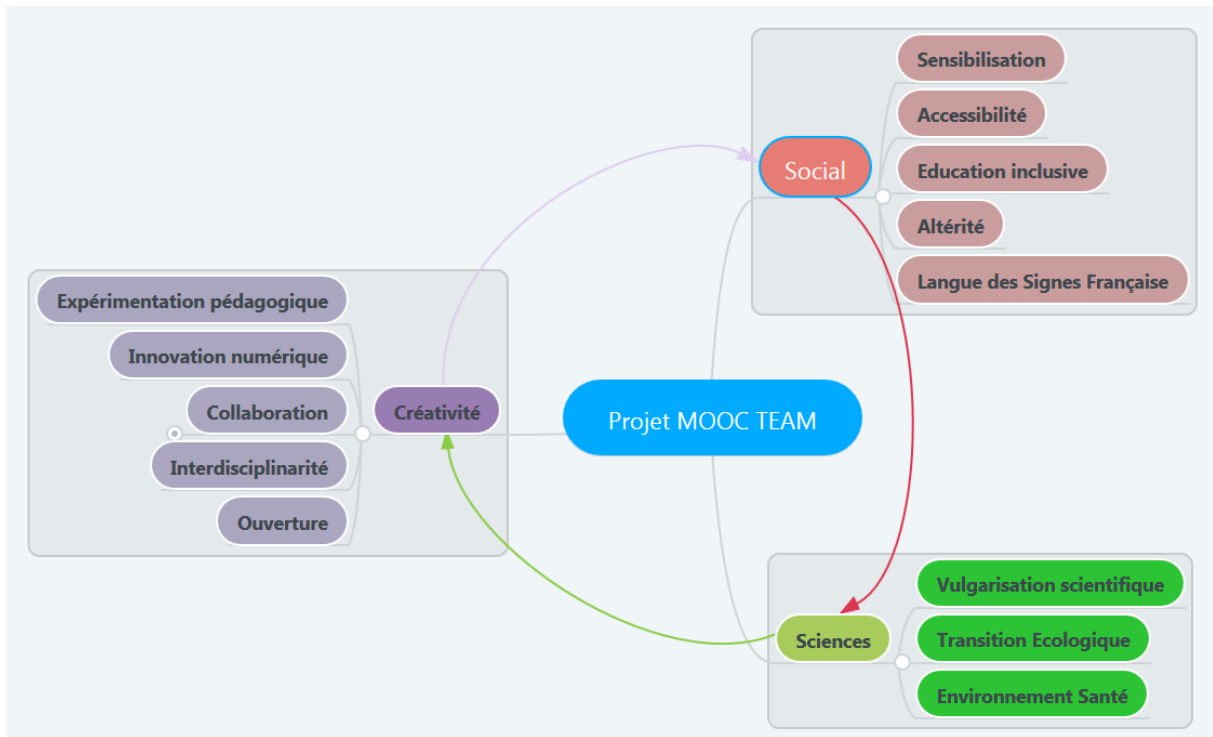 Projet MOOC TEAM
Social
Sensibilisation
Accessibilité
Education inclusive
Altérité
Langue des Signes Française
Sciences
Vulgarisation scientifique
Transition Ecologique
Environnement Santé
Créativité
Expérimentation pédagogique
Innovation numérique
Collaboration
Interdisciplinarité
Ouverture